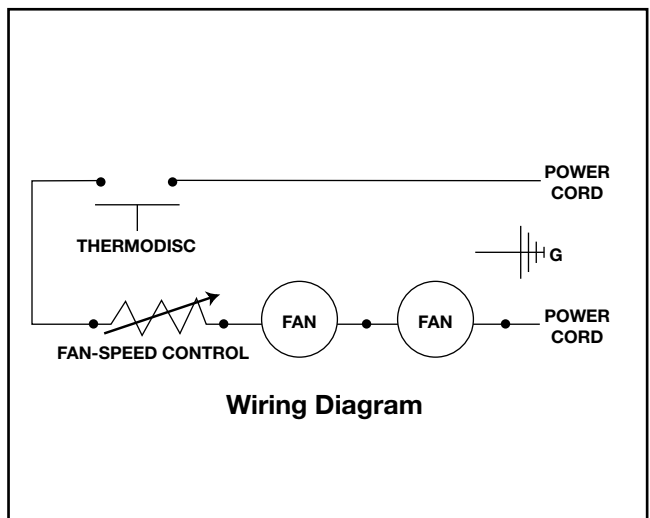 POWER
CORD
THERMODISC
G
FAN
FAN
POWER
CORD
FAN-SPEED CONTROL
Wiring Diagram